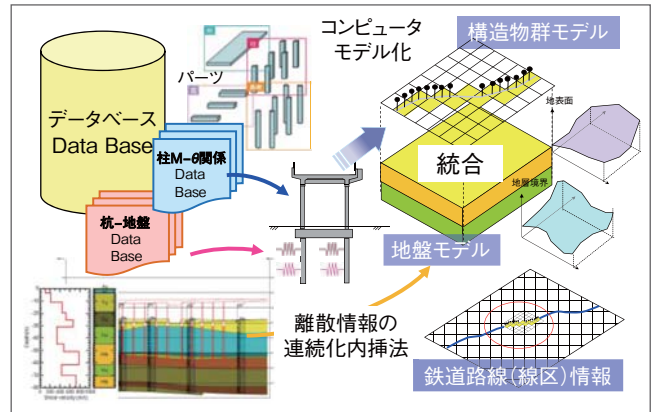 コンピュータ
モデル化
構造物群モデル
パーツ
データベース
Data Base
地表面
柱M-θ関係
Data
Base
統合
地層境界
杭-地盤
Data
Base
地盤モデル
離散情報の
連続化内挿法
鉄道路線(線区)情報